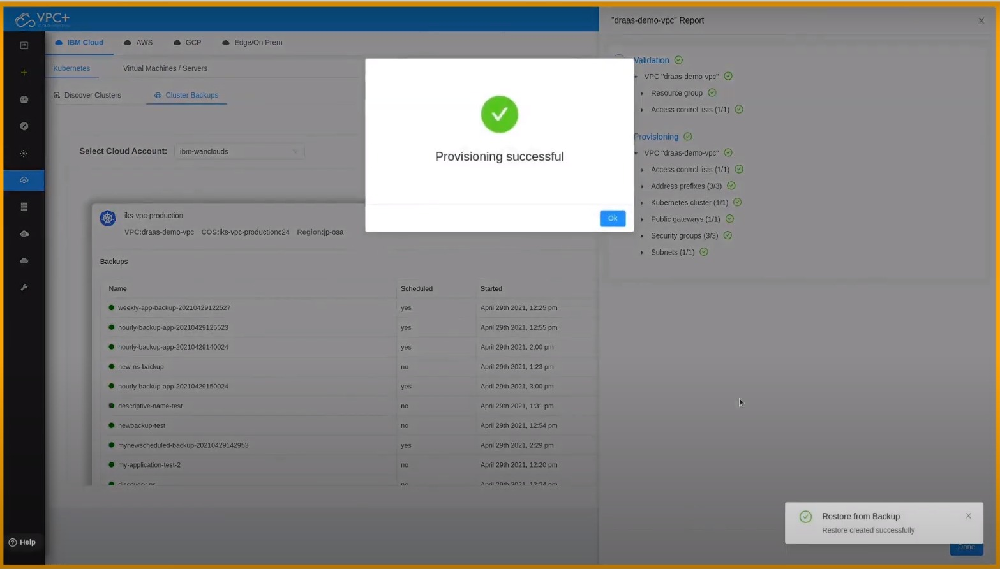 VPC+
"draas-demo-vpc" Report
IBM Cloud
AWS
GCP
Edge/On Prem
Kubernetes
Virtual Machines / Servers
Discover Clusters
Cluster Backups
Select Cloud Account:
ibm-wanclouds
iks-vpc-production
VPC:draas-demo-vpc COS:iks-vpc-productionc24 Region:jp-osa
Backups
Name Scheduled Started
weekly-app-backup-20210429122527 yes April 29th 2021, 12:25 pm
hourly-backup-app-20210429125523 yes April 29th 2021, 12:55 pm
hourly-backup-app-20210429140024 yes April 29th 2021, 2:00 pm
new-ns-backup no April 29th 2021, 1:23 pm
hourly-backup-app-20210429150024 yes April 29th 2021, 3:00 pm
descriptive-name-test no April 29th 2021, 1:31 pm
newbackup-test no April 29th 2021, 12:54 pm
mynewscheduled-backup-20210429142953 yes April 29th 2021, 2:29 pm
my-application-test-2 no April 29th 2021, 12:20 pm
discovery-ns no April 29th 2021, 12:24 pm
Provisioning successful
Ok
Validation
VPC "draas-demo-vpc"
Resource group
Access control lists (1/1)
Provisioning
VPC "draas-demo-vpc"
Access control lists (1/1)
Address prefixes (3/3)
Kubernetes cluster (1/1)
Public gateways (1/1)
Security groups (3/3)
Subnets (1/1)
Restore from Backup
Restore created successfully
Done
Help